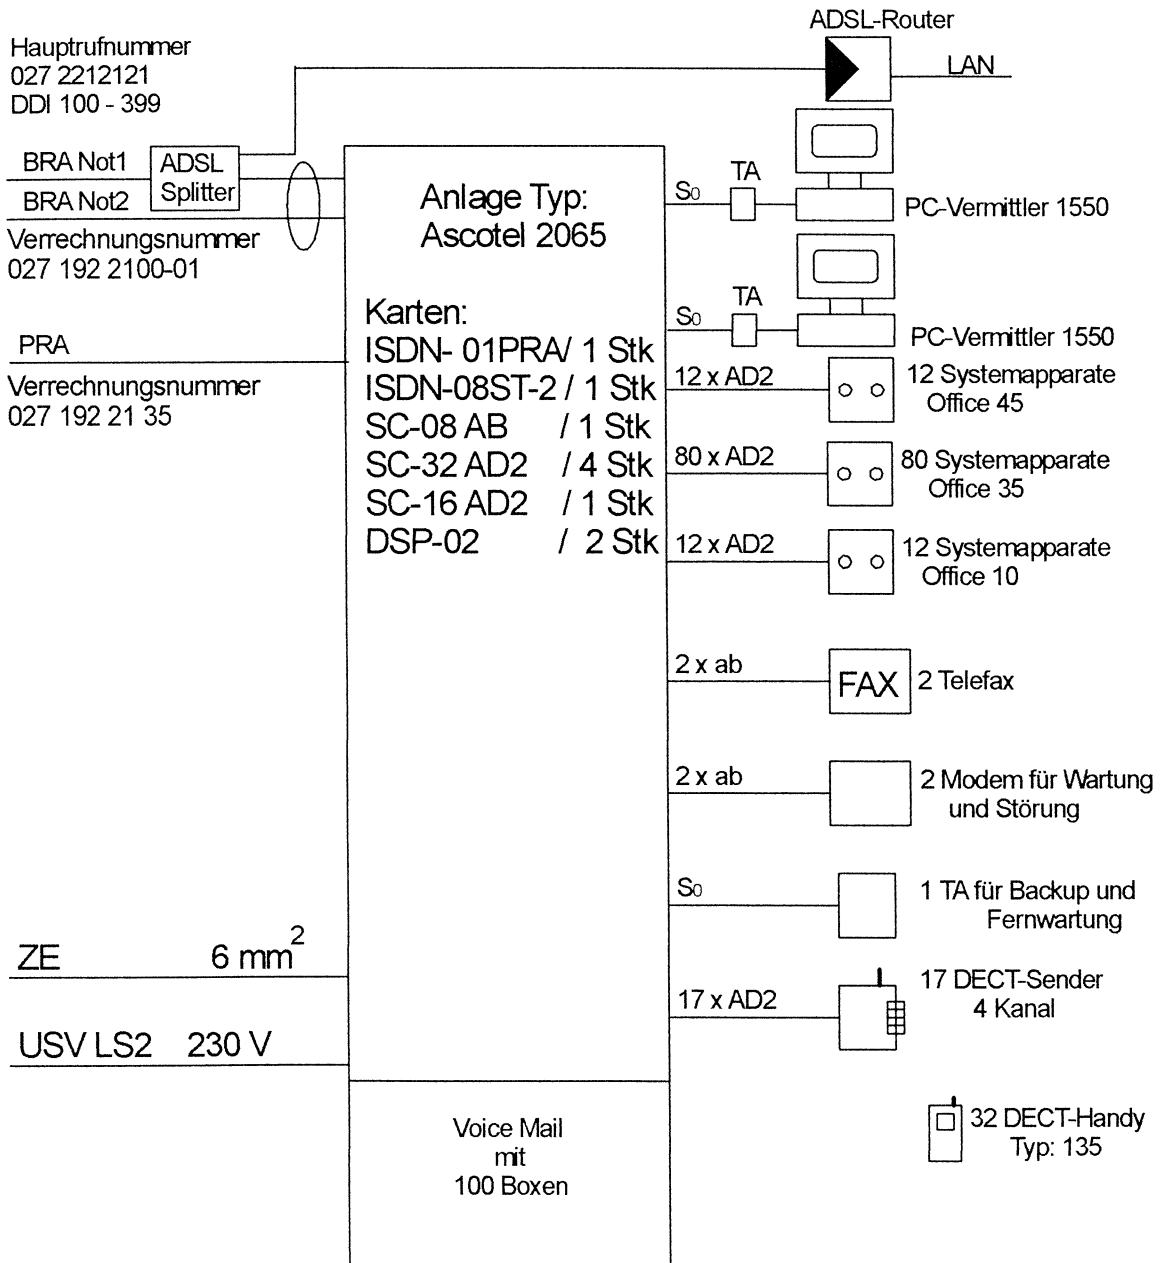 ADSL-Router
Hauptrufnummer
027 2212121
DDI 100 - 399
LAN
BRA Not1
ADSL
Splitter
BRA Not2
Verrechnungsnummer
027 192 2100-01
PRA
Verrechnungsnummer
027 192 21 35
ZE 6 mm²
USV LS2 230 V
Anlage Typ:
Ascotel 2065
Karten:
ISDN- 01PRA/ 1 Stk
ISDN-08ST-2 / 1 Stk
SC-08 AB / 1 Stk
SC-32 AD2 / 4 Stk
SC-16 AD2 / 1 Stk
DSP-02 / 2 Stk
Voice Mail
mit
100 Boxen
S0
TA
PC-Vermittler 1550
S0
TA
PC-Vermittler 1550
12 x AD2
12 Systemapparate
Office 45
80 x AD2
80 Systemapparate
Office 35
12 x AD2
12 Systemapparate
Office 10
2 x ab
FAX
2 Telefax
2 x ab
2 Modem für Wartung
und Störung
S0
1 TA für Backup und
Fernwartung
17 x AD2
17 DECT-Sender
4 Kanal
32 DECT-Handy
Typ: 135